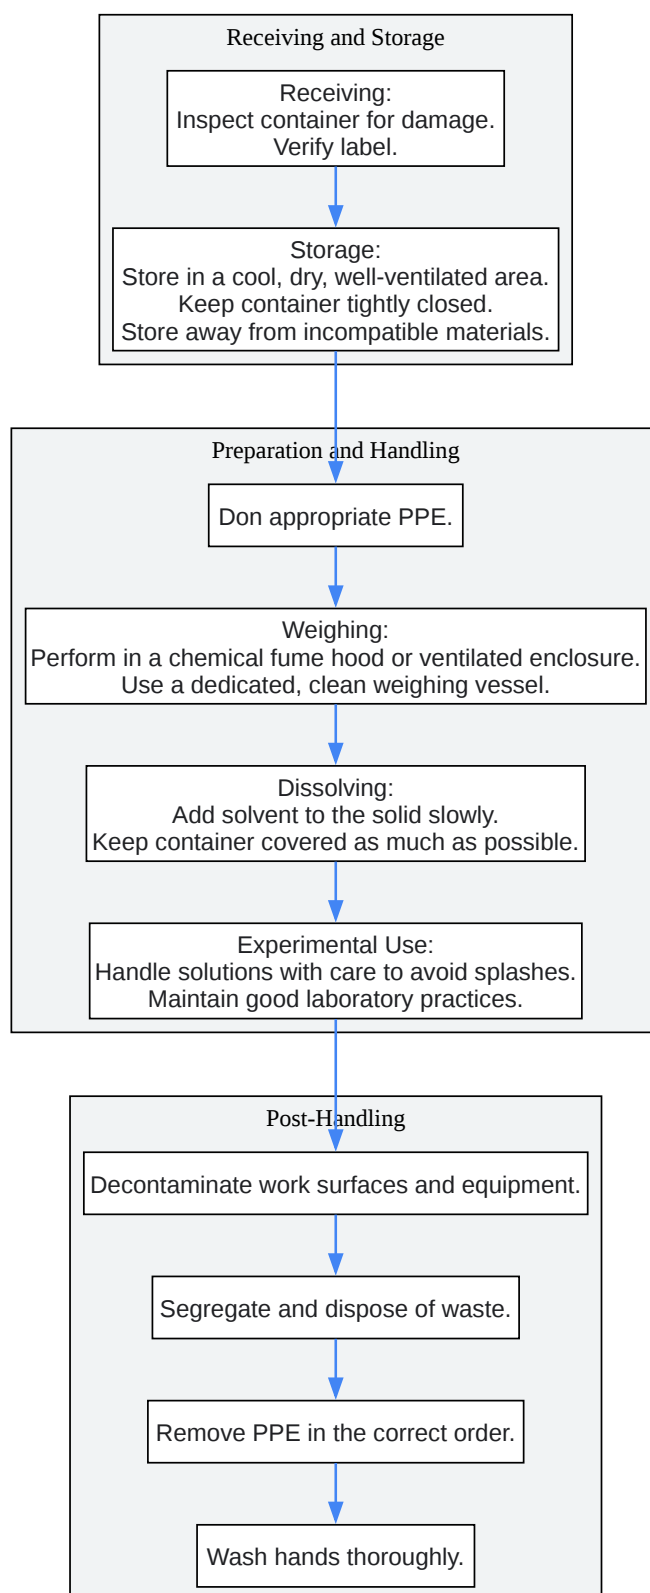 Receiving and Storage
Receiving:
Inspect container for damage.
Verify label.
Storage:
Store in a cool, dry, well-ventilated area.
Keep container tightly closed.
Store away from incompatible materials.
Preparation and Handling
Don appropriate PPE.
Weighing:
Perform in a chemical fume hood or ventilated enclosure.
Use a dedicated, clean weighing vessel.
Dissolving:
Add solvent to the solid slowly.
Keep container covered as much as possible.
Experimental Use:
Handle solutions with care to avoid splashes.
Maintain good laboratory practices.
Post-Handling
Decontaminate work surfaces and equipment.
Segregate and dispose of waste.
Remove PPE in the correct order.
Wash hands thoroughly.